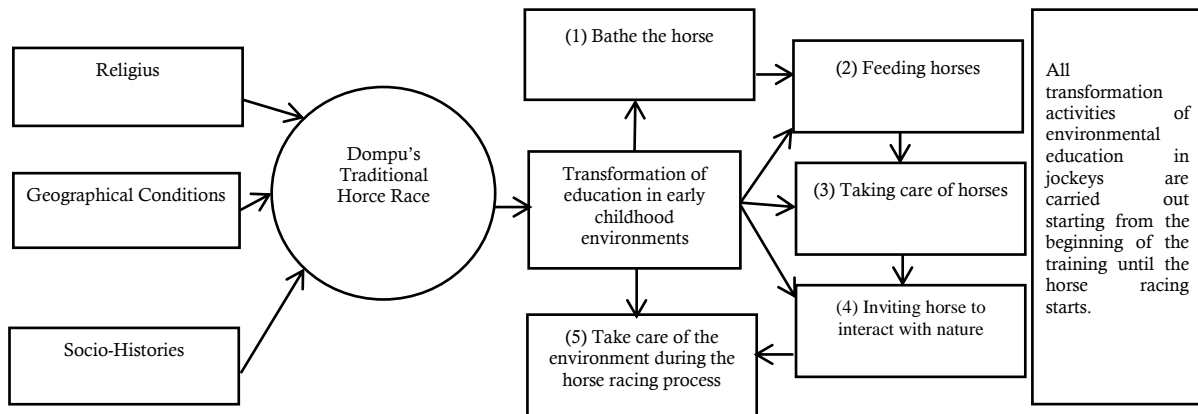 Religius
Geographical Conditions
Socio-Histories
Dompu's
Traditional
Horce Race
Transformation of
education in early
childhood
environments
(1) Bathe the horse
(2) Feeding horses
(3) Taking care of horses
(4) Inviting horse to
interact with nature
(5) Take care of the
environment during the
horse racing process
All
transformation
activities of
environmental
education in
jockeys are
carried out
starting from the
beginning of the
training until the
horse racing
starts.